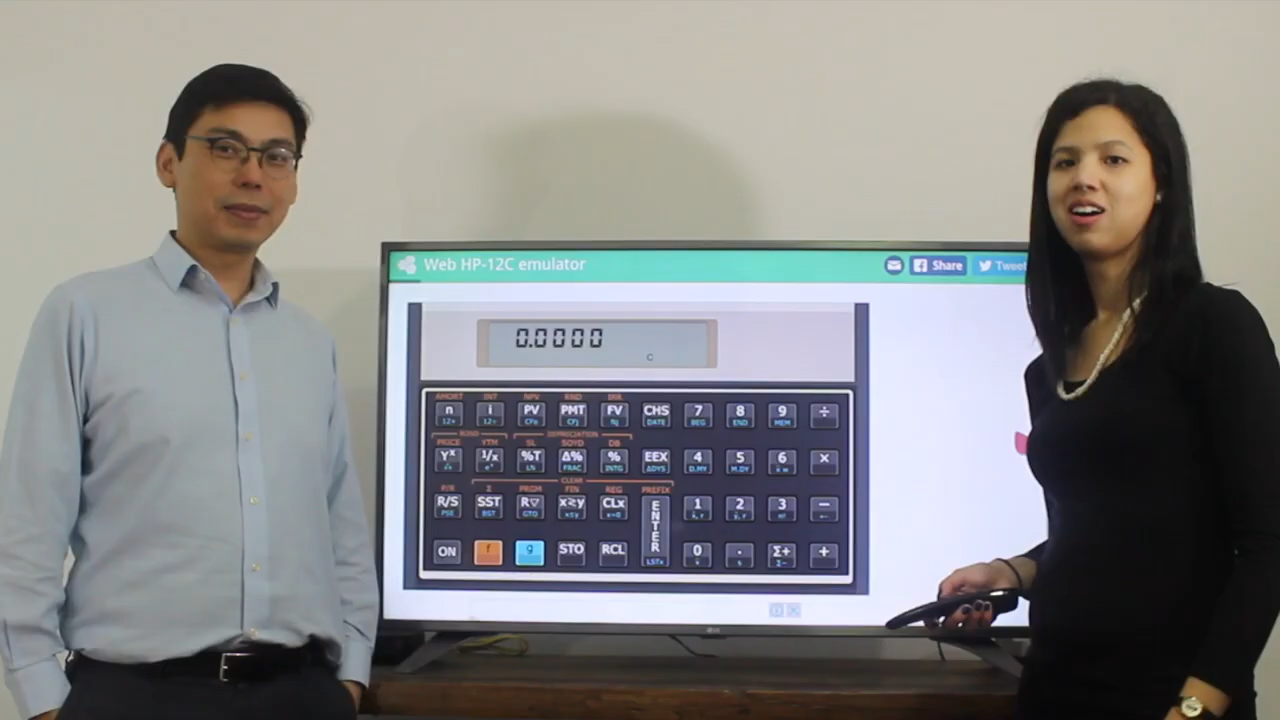 Web HP-12C emulator
Share
Tweet
0.0000
C
AMORT INT NPV RND IRR
n i PV PMT FV CHS 7 8 9 ÷
12× 12÷ CFo CFj Nj DATE BEG END MEM
BOND DEPRECIATION
PRICE YTM SL SOYD DB
Yx 1/x %T Δ% % EEX 4 5 6 ×
LN FRAC INTG ΔDYS D.MY M.DY
CLEAR
P/R Σ PRGM FIN REG PREFIX
R/S SST R▽ x≷y CLx ENTER 1 2 3 −
PSE BST GTO x≤y x=0
ON f g STO RCL 0 . Σ+ +
LSTx Σ−
LG